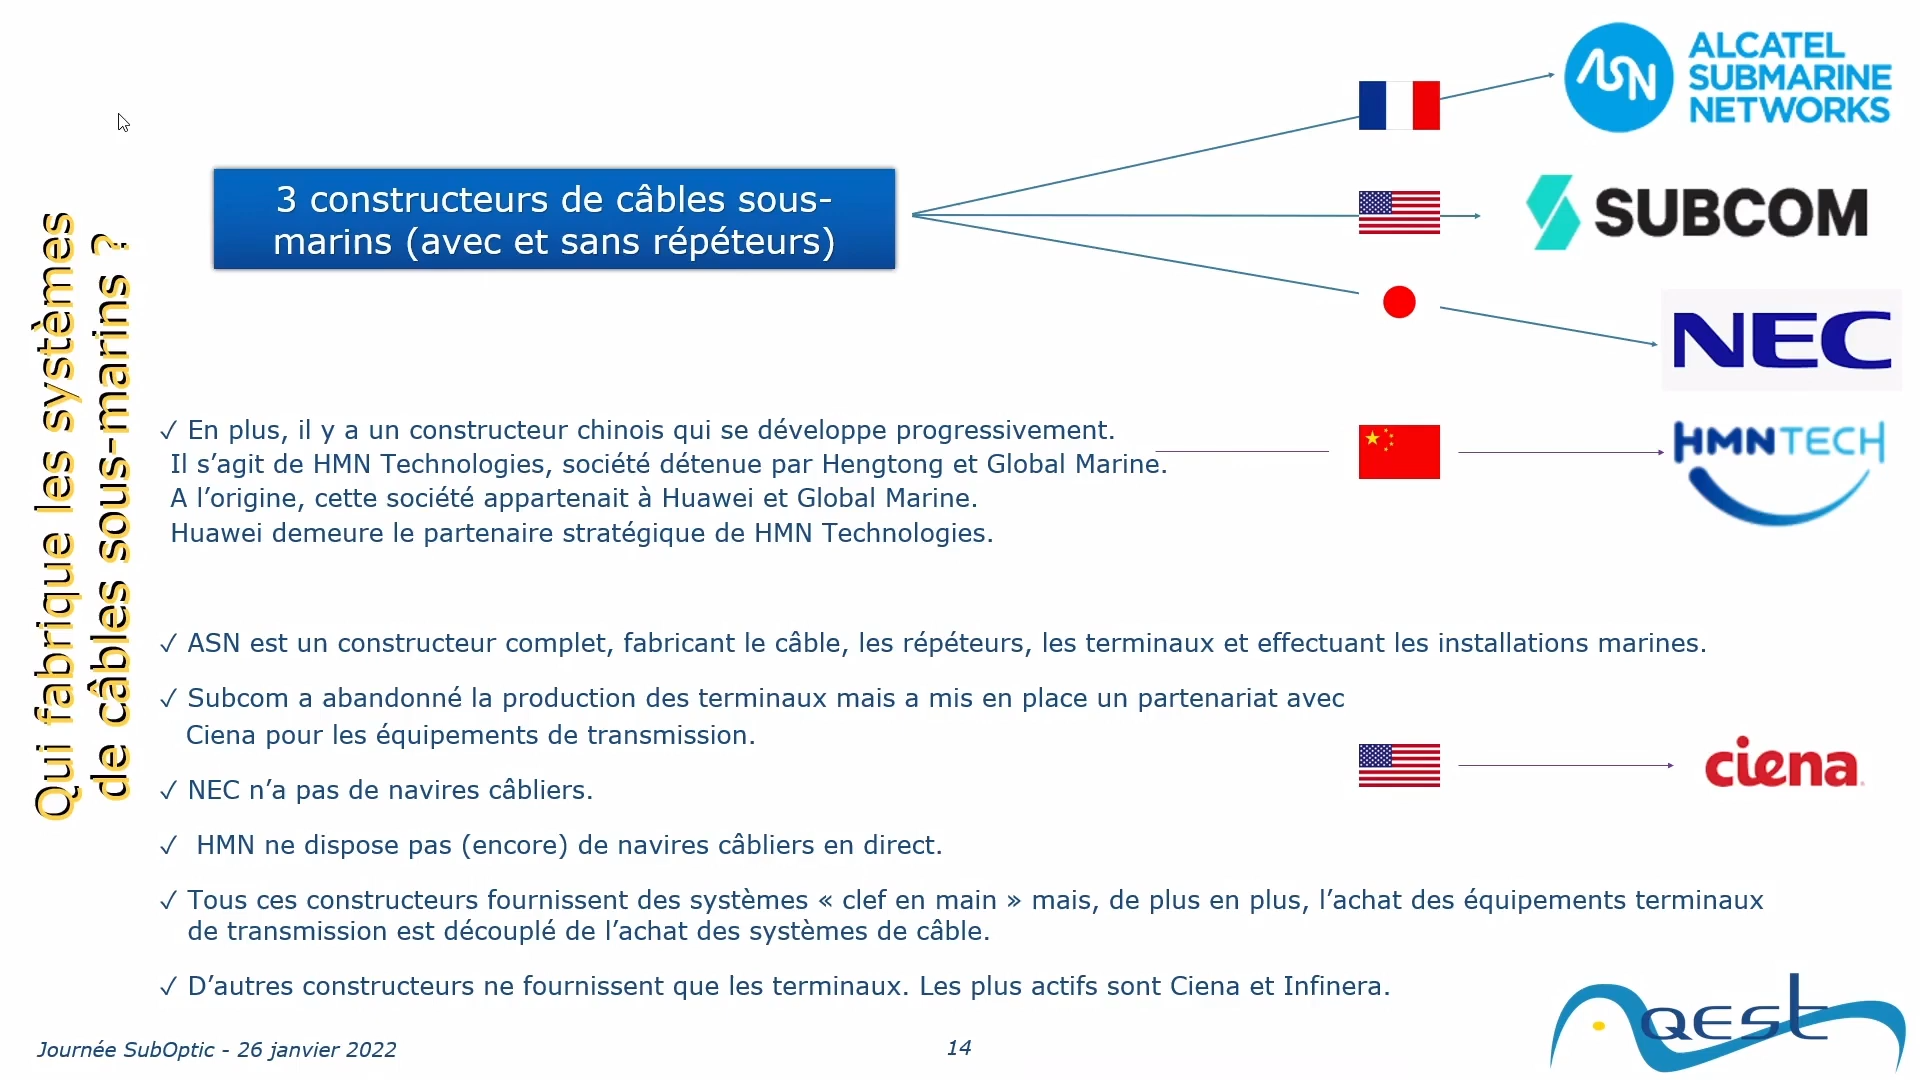 Qui fabrique les systèmes
de câbles sous-marins ?
3 constructeurs de câbles sous-
marins (avec et sans répéteurs)
ASN
ALCATEL
SUBMARINE
NETWORKS
SUBCOM
NEC
✓ En plus, il y a un constructeur chinois qui se développe progressivement.
Il s’agit de HMN Technologies, société détenue par Hengtong et Global Marine.
A l’origine, cette société appartenait à Huawei et Global Marine.
Huawei demeure le partenaire stratégique de HMN Technologies.
HMNTECH
✓ ASN est un constructeur complet, fabricant le câble, les répéteurs, les terminaux et effectuant les installations marines.
✓ Subcom a abandonné la production des terminaux mais a mis en place un partenariat avec
Ciena pour les équipements de transmission.
ciena
✓ NEC n’a pas de navires câbliers.
✓ HMN ne dispose pas (encore) de navires câbliers en direct.
✓ Tous ces constructeurs fournissent des systèmes « clef en main » mais, de plus en plus, l’achat des équipements terminaux
de transmission est découplé de l’achat des systèmes de câble.
✓ D’autres constructeurs ne fournissent que les terminaux. Les plus actifs sont Ciena et Infinera.
Journée SubOptic - 26 janvier 2022
14
QEST